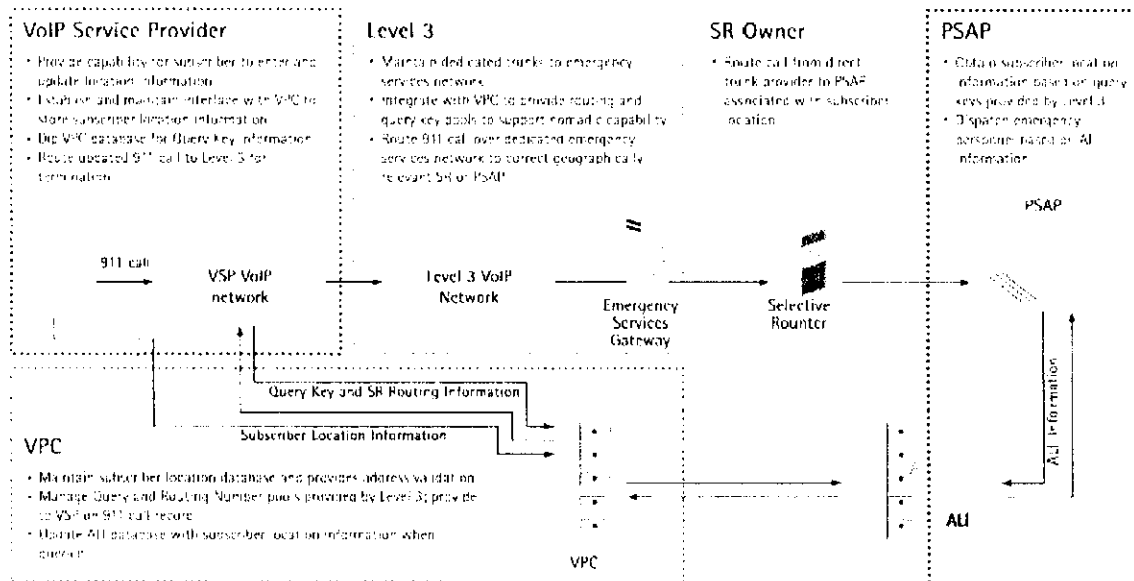 VoIP Service Provider
• Provide capability for subscriber to enter and
update location information
• Establish and maintain interface with VPC to
store subscriber location information
• Dip VPC database for Query Key information
• Route updated 911 call to Level 3 for
termination
Level 3
• Maintain dedicated trunks to emergency
services network
• Integrate with VPC to provide routing and
query key pools to support nomadic capability
• Route 911 call over dedicated emergency
services network to correct geographically
relevant SR or PSAP
SR Owner
• Route call from direct
trunk provider to PSAP
associated with subscriber
location
PSAP
• Obtain subscriber location
information based on query
keys provided by Level 3
• Dispatch emergency
personnel based on ALI
information
PSAP
911 call
VSP VoIP
network
Level 3 VoIP
Network
Emergency
Services
Gateway
Selective
Rounter
Query Key and SR Routing Information
Subscriber Location Information
ALI Information
VPC
• Maintain subscriber location database and provides address validation
• Manage Query and Routing Number pools provided by Level 3; provide
to VSP on 911 call
• Update ALI database with subscriber location information when
queried
VPC
ALI